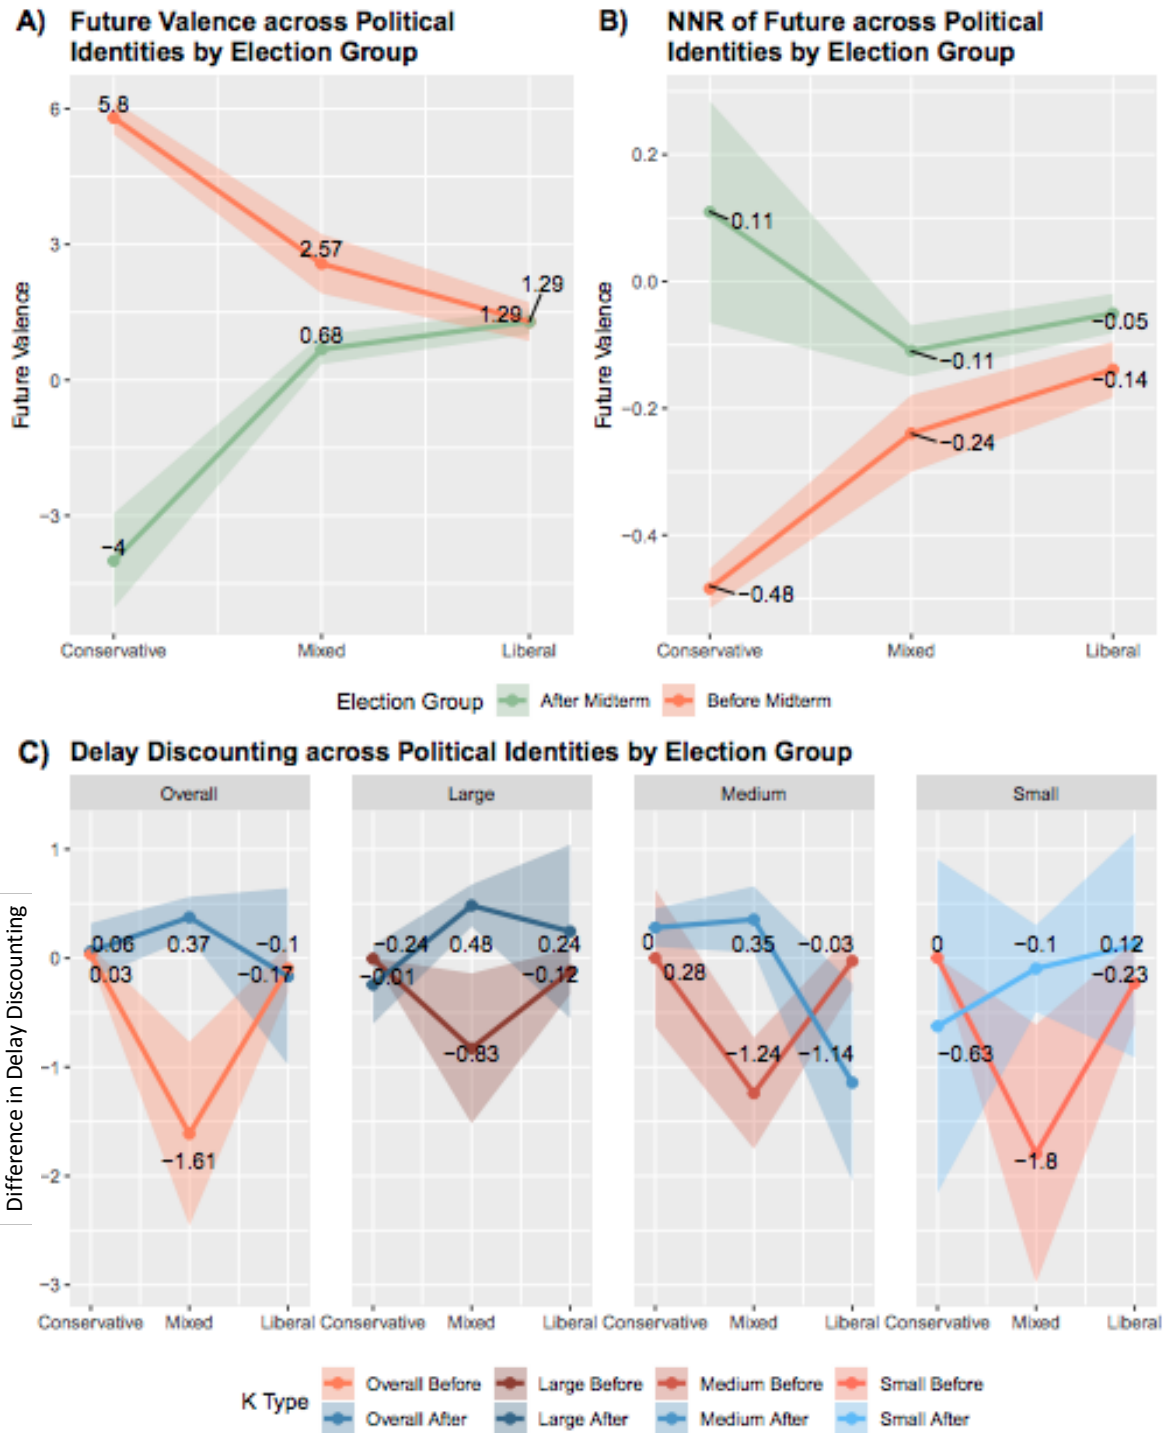 A) Future Valence across Political
Identities by Election Group
B) NNR of Future across Political
Identities by Election Group
Future Valence
6
3
0
−3
5.8
2.57
1.29
1.29
0.68
−4
Conservative Mixed Liberal
Future Valence
0.2
0.0
−0.2
−0.4
0.11
−0.11
−0.05
−0.14
−0.24
−0.48
Conservative Mixed Liberal
Election Group After Midterm Before Midterm
C) Delay Discounting across Political Identities by Election Group
Difference in Delay Discounting
Overall Large Medium Small
1
0
−1
−2
−3
0.06 0.37 −0.1
0.03 −0.17
−1.61
−0.24 0.48 0.24
−0.01 −0.12
−0.83
0 0.35 −0.03
0.28
−1.24 −1.14
0 −0.1 0.12
−0.23
−0.63
−1.8
Conservative Mixed Liberal Conservative Mixed Liberal Conservative Mixed Liberal Conservative Mixed Liberal
K Type
Overall Before Large Before Medium Before Small Before
Overall After Large After Medium After Small After